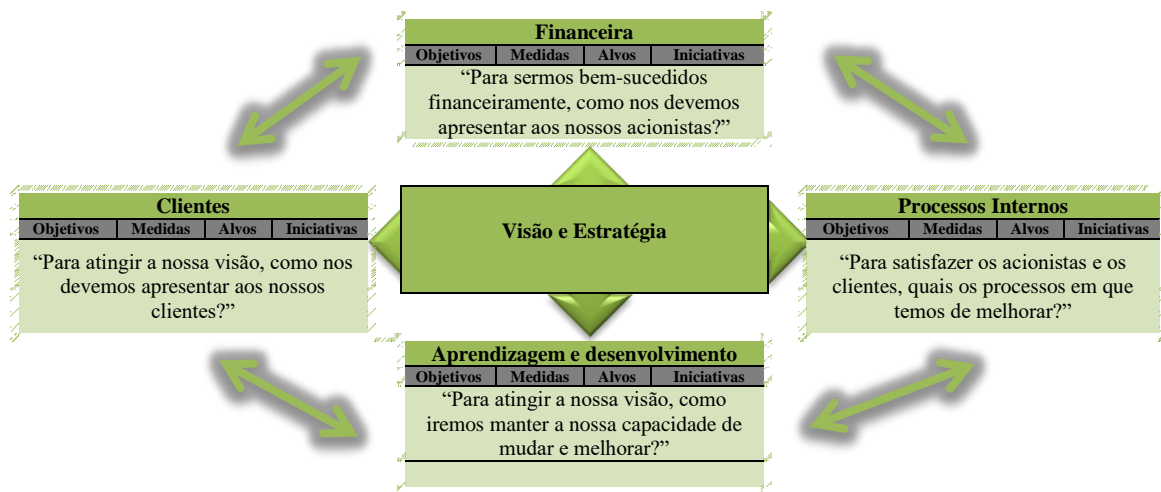 Financeira
Objetivos Medidas Alvos Iniciativas
“Para sermos bem-sucedidos
financeiramente, como nos devemos
apresentar aos nossos acionistas?”
Clientes
Objetivos Medidas Alvos Iniciativas
“Para atingir a nossa visão, como nos
devemos apresentar aos nossos
clientes?”
Visão e Estratégia
Processos Internos
Objetivos Medidas Alvos Iniciativas
“Para satisfazer os acionistas e os
clientes, quais os processos em que
temos de melhorar?”
Aprendizagem e desenvolvimento
Objetivos Medidas Alvos Iniciativas
“Para atingir a nossa visão, como
iremos manter a nossa capacidade de
mudar e melhorar?”